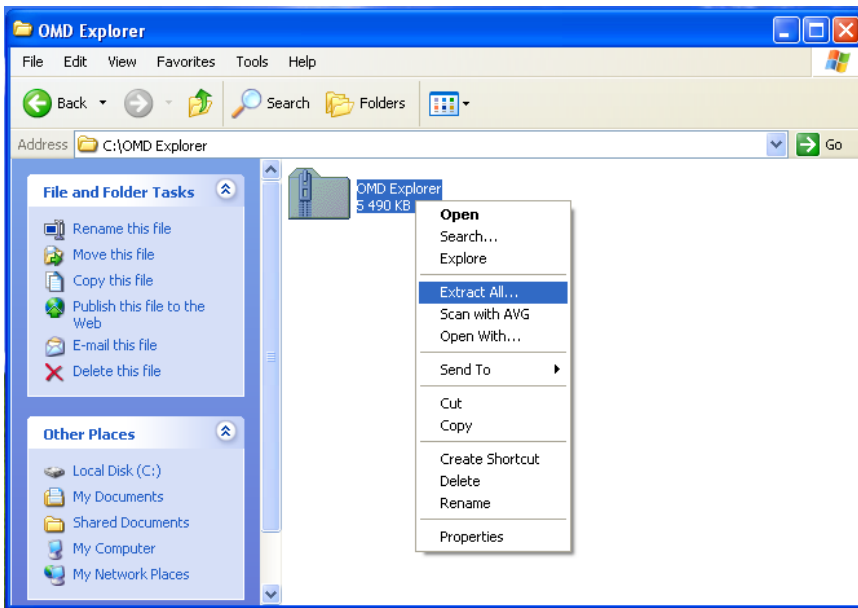 OMD Explorer
File Edit View Favorites Tools Help
Back Search Folders
Address C:\OMD Explorer Go
File and Folder Tasks
Rename this file
Move this file
Copy this file
Publish this file to the
Web
E-mail this file
Delete this file
Other Places
Local Disk (C:)
My Documents
Shared Documents
My Computer
My Network Places
OMD Explorer
5 490 KB
Open
Search...
Explore
Extract All...
Scan with AVG
Open With...
Send To
Cut
Copy
Create Shortcut
Delete
Rename
Properties